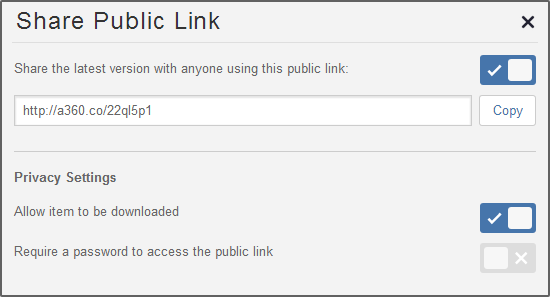 Share Public Link
Share the latest version with anyone using this public link:
http://a360.co/22ql5p1
Copy
Privacy Settings
Allow item to be downloaded
Require a password to access the public link